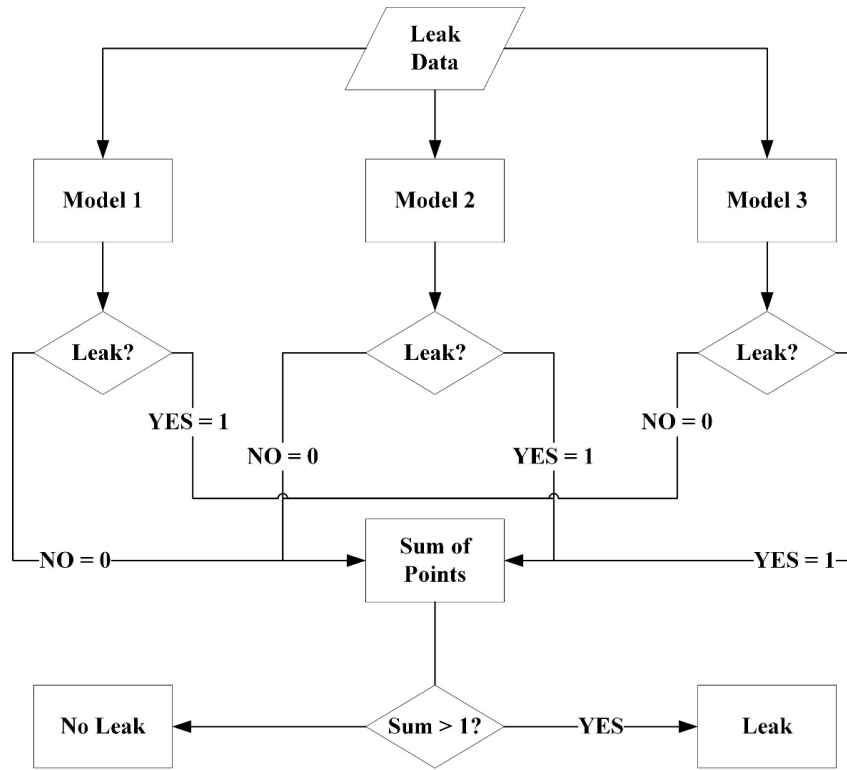 Leak
Data
Model 1
Model 2
Model 3
Leak?
Leak?
Leak?
YES = 1
NO = 0
NO = 0
YES = 1
NO = 0
Sum of
Points
YES = 1
No Leak
Sum > 1?
YES
Leak